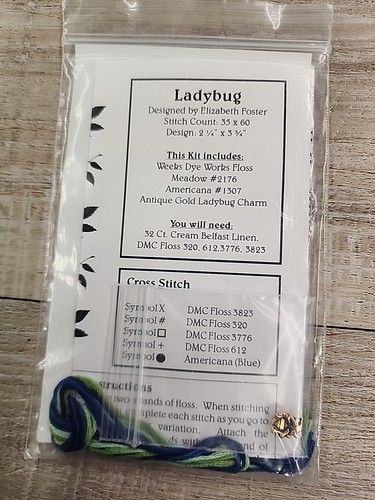 Ladybug
Designed by Elizabeth Foster
Stitch Count: 35 x 60
Design: 2 ¼" x 3 ¾"
This Kit includes:
Weeks Dye Works Floss
Meadow #2176
Americana #1307
Antique Gold Ladybug Charm
You will need:
32 Ct. Cream Belfast Linen,
DMC Floss 320, 612,3776, 3823
Cross Stitch
Symbol X DMC Floss 3823
Symbol # DMC Floss 320
Symbol □ DMC Floss 3776
Symbol + DMC Floss 612
Symbol ● Americana (Blue)
structions
two strands of floss. When stitching
complete each stitch as you go to
variation. Attach the
ds with end of